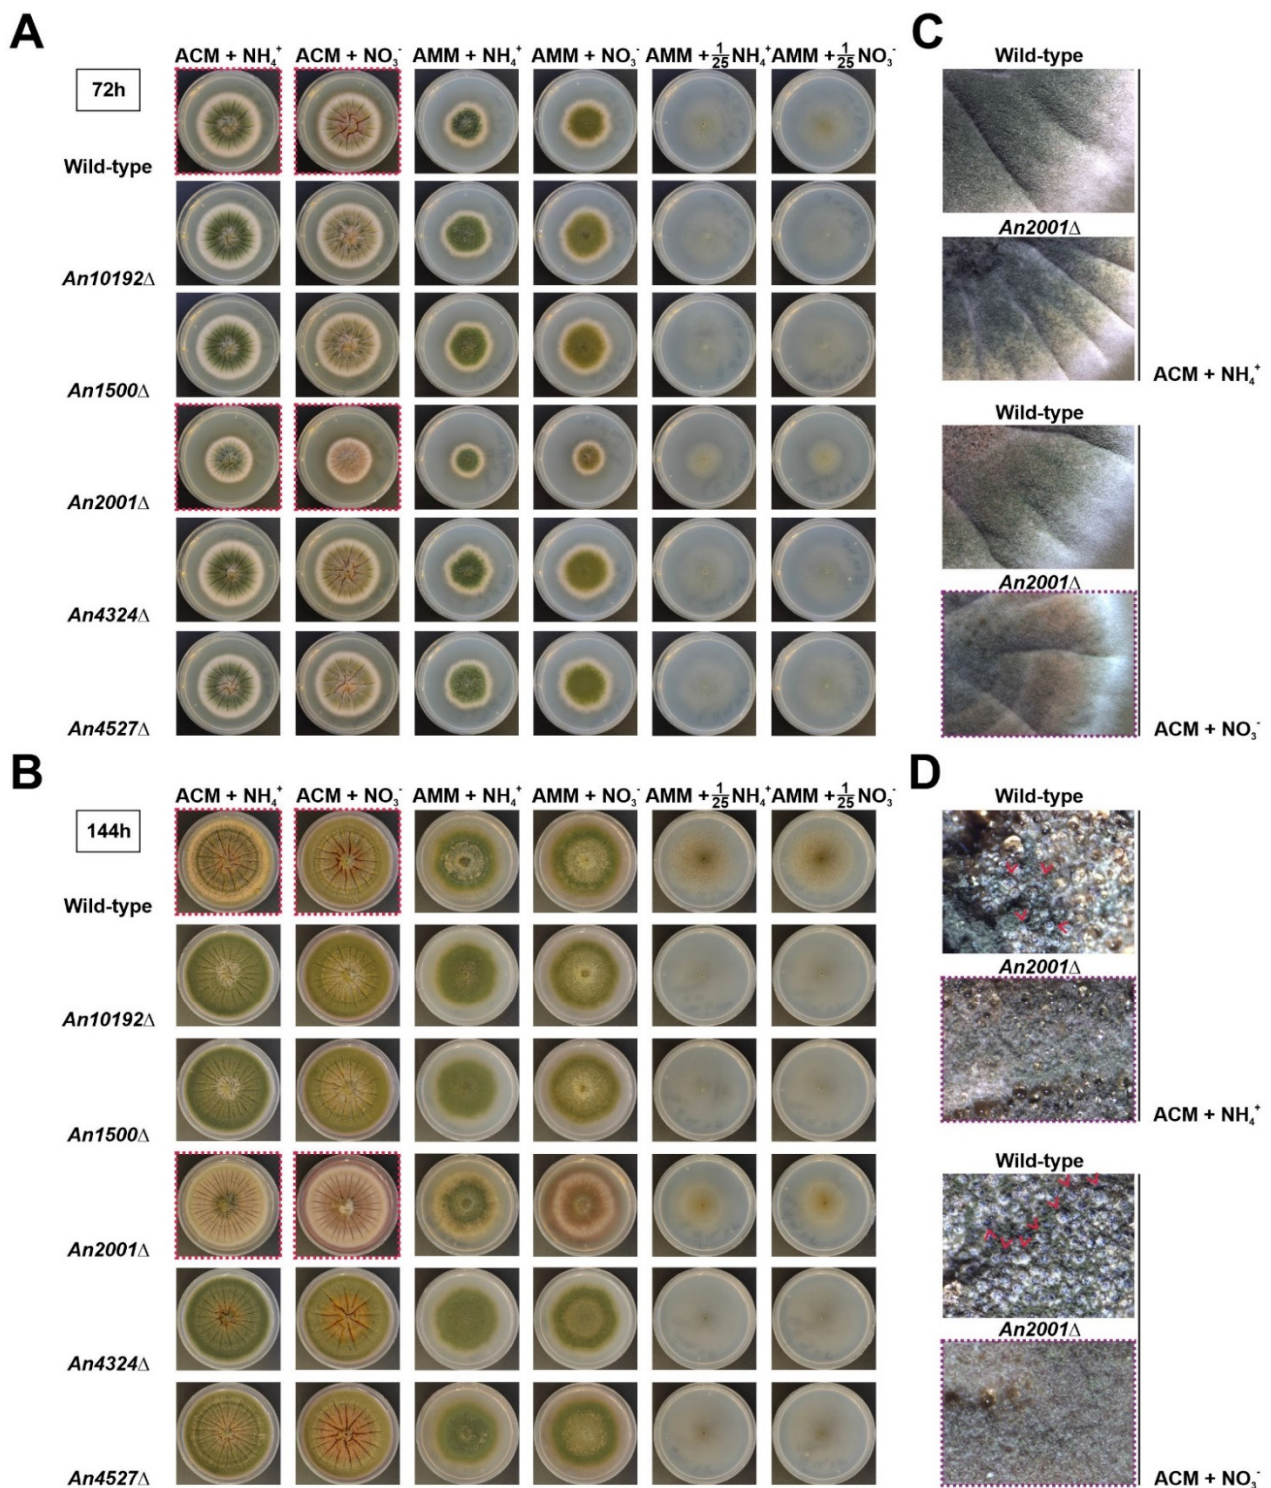 A
ACM + NH₄⁺ ACM + NO₃⁻ AMM + NH₄⁺ AMM + NO₃⁻ AMM + 1/25 NH₄⁺ AMM + 1/25 NO₃⁻
72h
Wild-type
An10192Δ
An1500Δ
An2001Δ
An4324Δ
An4527Δ
B
ACM + NH₄⁺ ACM + NO₃⁻ AMM + NH₄⁺ AMM + NO₃⁻ AMM + 1/25 NH₄⁺ AMM + 1/25 NO₃⁻
144h
Wild-type
An10192Δ
An1500Δ
An2001Δ
An4324Δ
An4527Δ
C
Wild-type
An2001Δ
ACM + NH₄⁺
Wild-type
An2001Δ
ACM + NO₃⁻
D
Wild-type
An2001Δ
ACM + NH₄⁺
Wild-type
An2001Δ
ACM + NO₃⁻